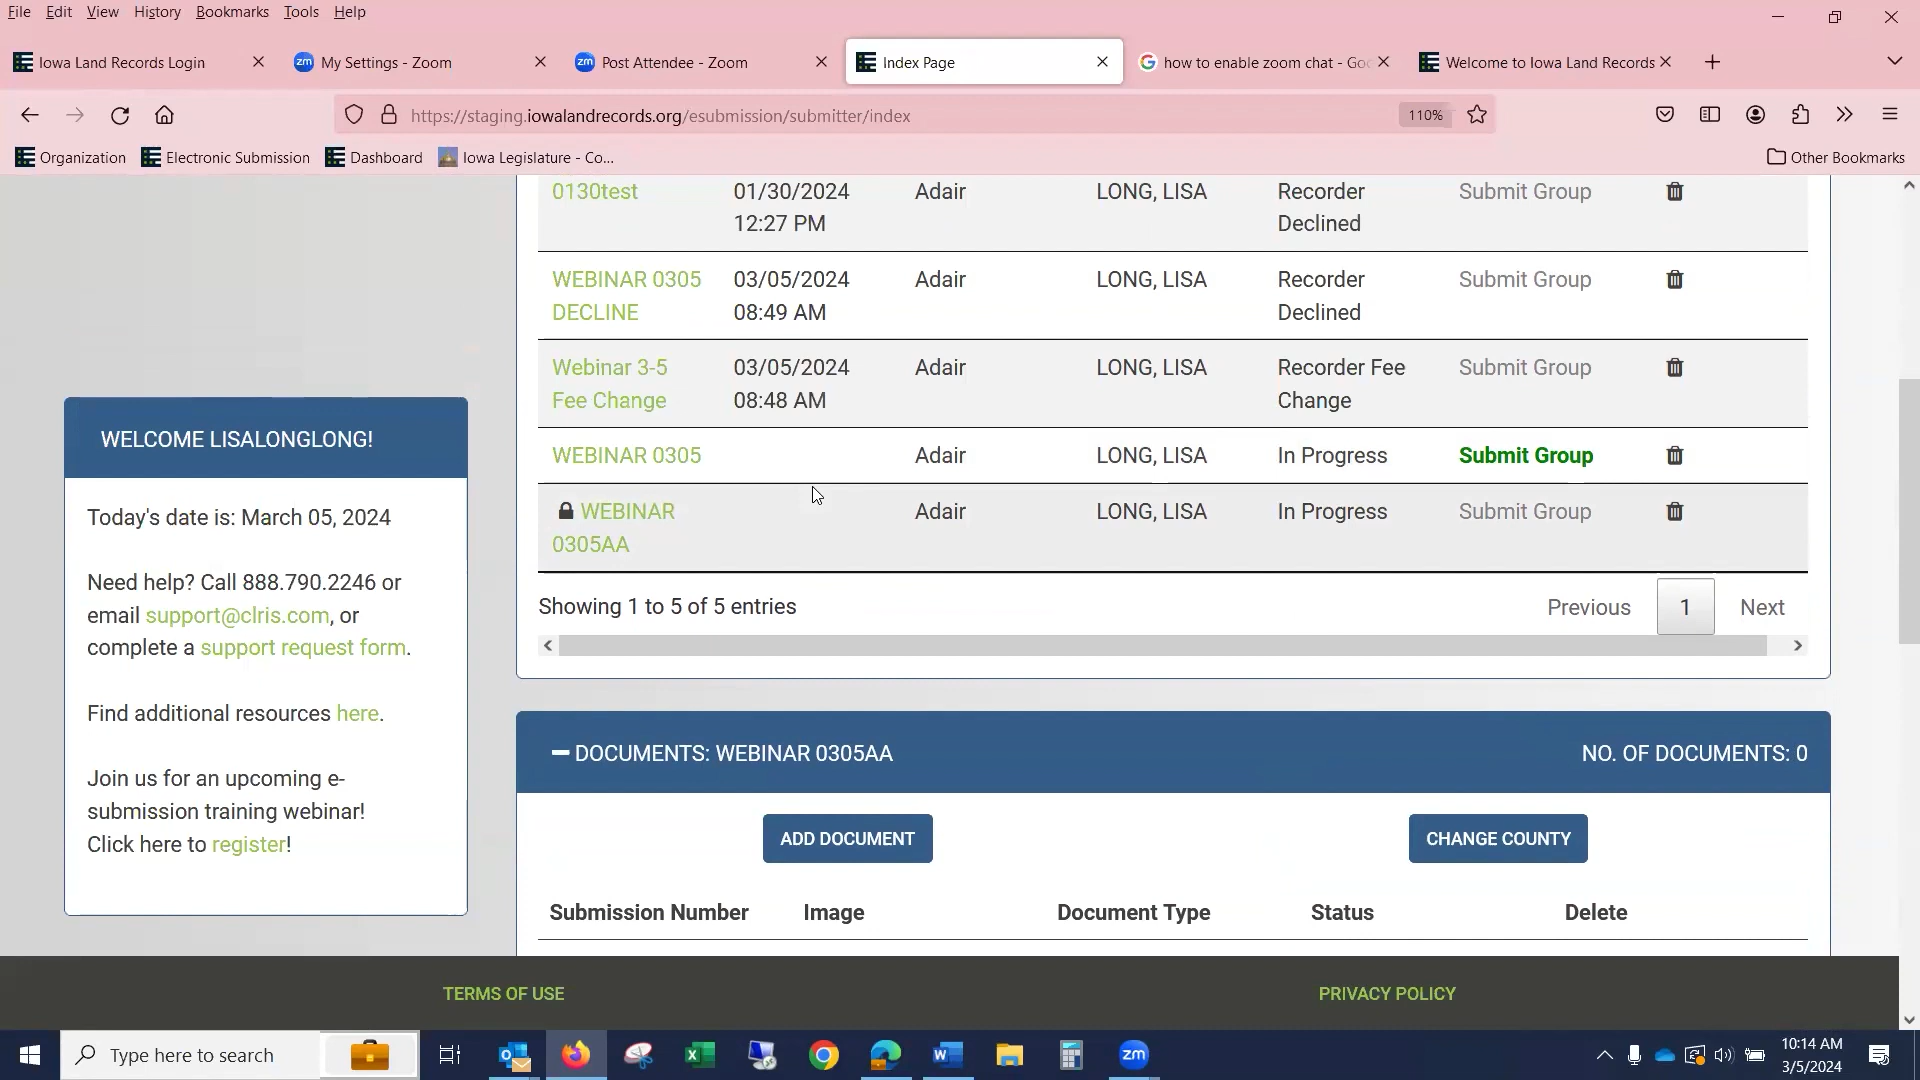 File Edit View History Bookmarks Tools Help
Iowa Land Records Login
My Settings - Zoom
Post Attendee - Zoom
Index Page
how to enable zoom chat - Goo
Welcome to Iowa Land Records
https://staging.iowalandrecords.org/esubmission/submitter/index
110%
Organization
Electronic Submission
Dashboard
Iowa Legislature - Co...
Other Bookmarks
0130test 01/30/2024 Adair LONG, LISA Recorder Submit Group
12:27 PM Declined
WEBINAR 0305 03/05/2024 Adair LONG, LISA Recorder Submit Group
DECLINE 08:49 AM Declined
Webinar 3-5 03/05/2024 Adair LONG, LISA Recorder Fee Submit Group
Fee Change 08:48 AM Change
WEBINAR 0305 Adair LONG, LISA In Progress Submit Group
WEBINAR Adair LONG, LISA In Progress Submit Group
0305AA
Showing 1 to 5 of 5 entries
Previous 1 Next
WELCOME LISALONGLONG!
Today's date is: March 05, 2024
Need help? Call 888.790.2246 or
email support@clris.com, or
complete a support request form.
Find additional resources here.
Join us for an upcoming e-
submission training webinar!
Click here to register!
DOCUMENTS: WEBINAR 0305AA NO. OF DOCUMENTS: 0
ADD DOCUMENT CHANGE COUNTY
Submission Number Image Document Type Status Delete
TERMS OF USE PRIVACY POLICY
Type here to search
zm
10:14 AM
3/5/2024